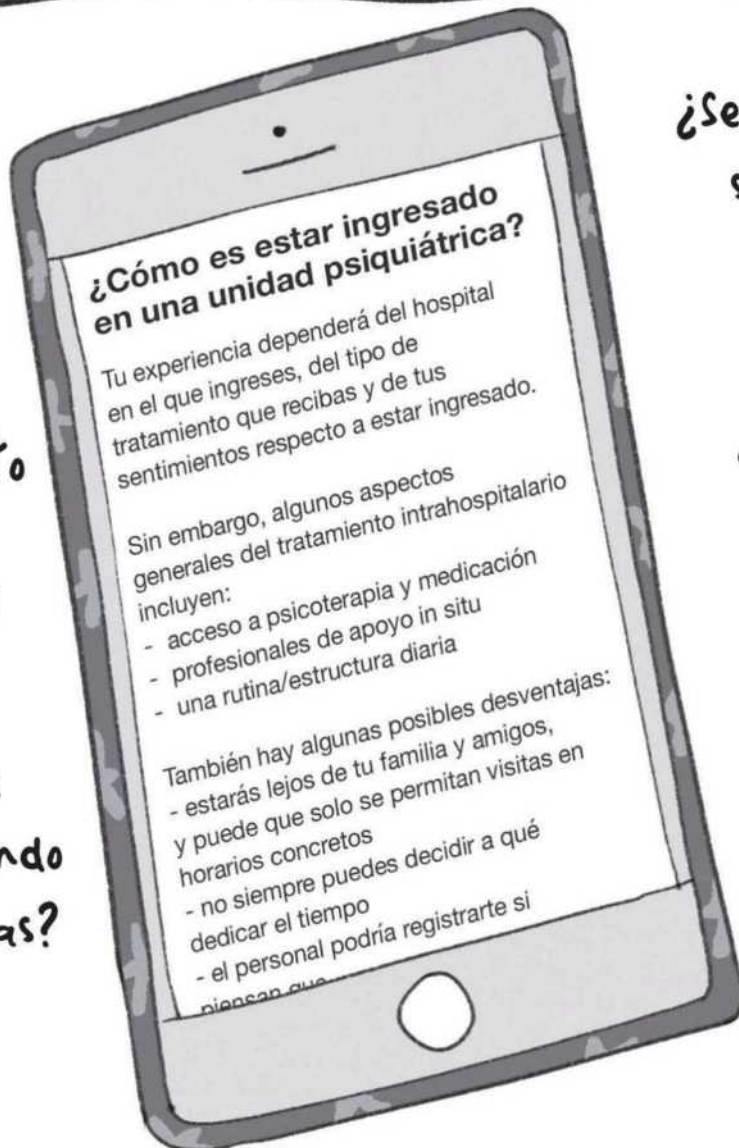 ¿Cómo es estar ingresado
en una unidad psiquiátrica?
Tu experiencia dependerá del hospital
en el que ingreses, del tipo de
tratamiento que recibas y de tus
sentimientos respecto a estar ingresado.
Sin embargo, algunos aspectos
generales del tratamiento intrahospitalario
incluyen:
- acceso a psicoterapia y medicación
- profesionales de apoyo in situ
- una rutina/estructura diaria
También hay algunas posibles desventajas:
- estarás lejos de tu familia y amigos,
y puede que solo se permitan visitas en
horarios concretos
- no siempre puedes decidir a qué
dedicar el tiempo
- el personal podría registrarte si
piensan que
¿Se